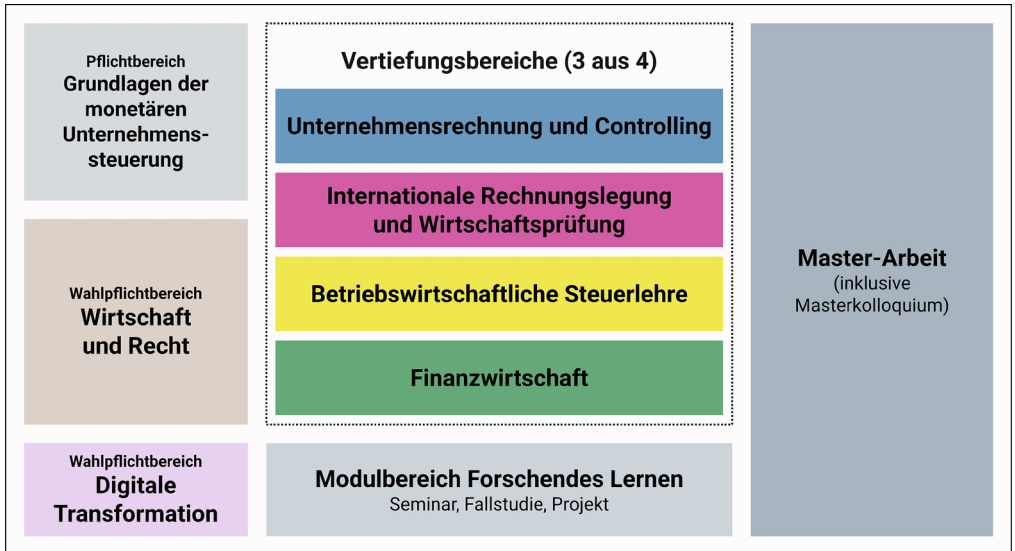 Pflichtbereich
Grundlagen der
monetären
Unternehmens-
steuerung
Wahlpflichtbereich
Wirtschaft
und Recht
Wahlpflichtbereich
Digitale
Transformation
Vertiefungsbereiche (3 aus 4)
Unternehmensrechnung und Controlling
Internationale Rechnungslegung
und Wirtschaftsprüfung
Betriebswirtschaftliche Steuerlehre
Finanzwirtschaft
Modulbereich Forschendes Lernen
Seminar, Fallstudie, Projekt
Master-Arbeit
(inklusive
Masterkolloquium)